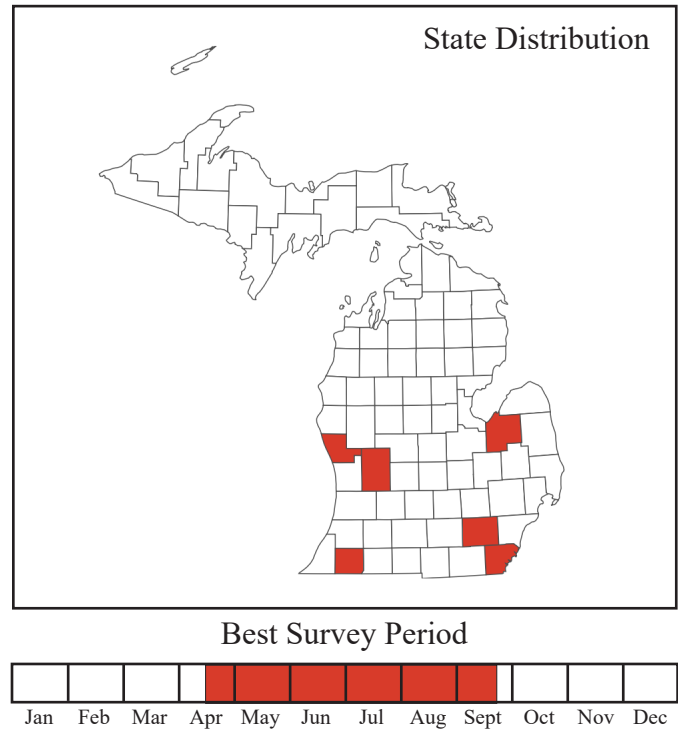 State Distribution
Best Survey Period
Jan Feb Mar Apr May Jun Jul Aug Sept Oct Nov Dec